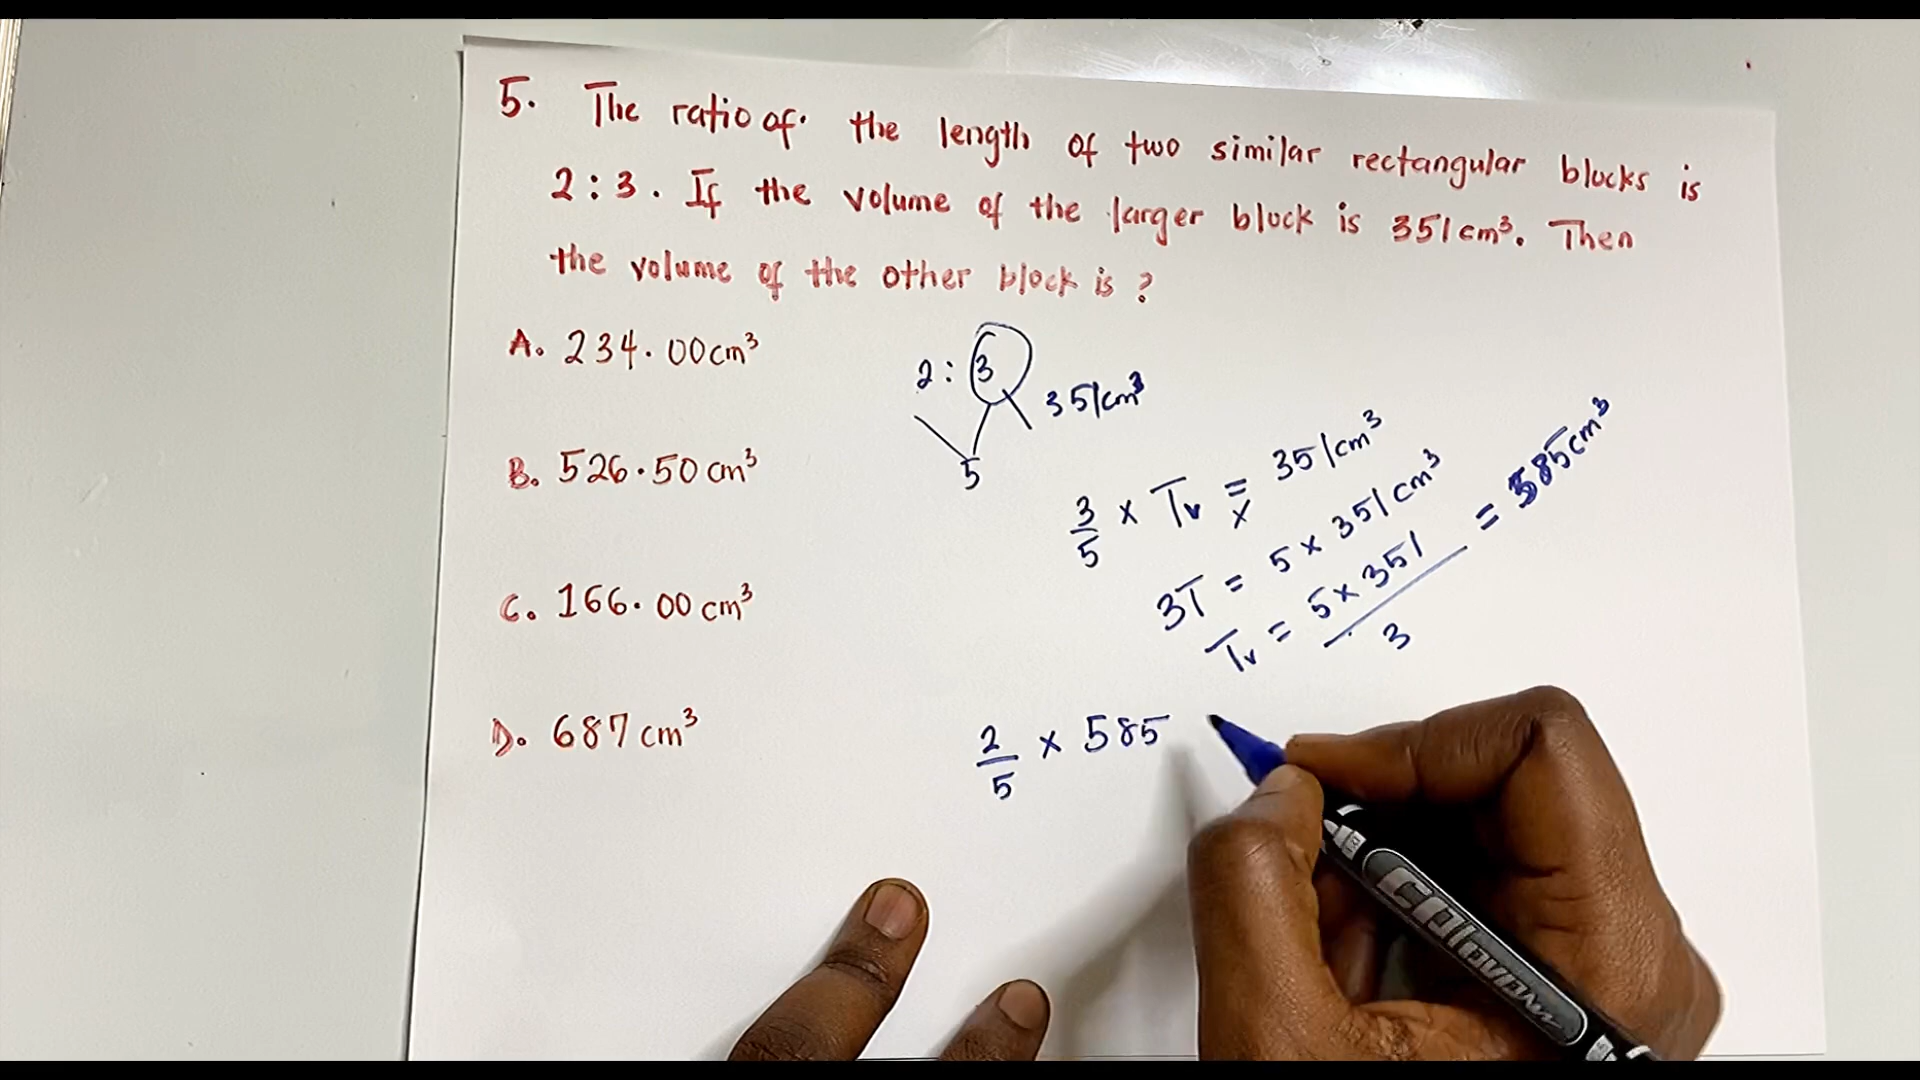 5. The ratio of the length of two similar rectangular blocks is
2 : 3. If the volume of the larger block is 351cm³. Then
the volume of the other block is ?
A. 234.00cm³
B. 526.50cm³
C. 166.00cm³
D. 687cm³
2 : 3
351cm³
5
3/5 × Tv = 351cm³
×
3T = 5 × 351cm³
Tv = 5 × 351 / 3 = 585cm³
2/5 × 585